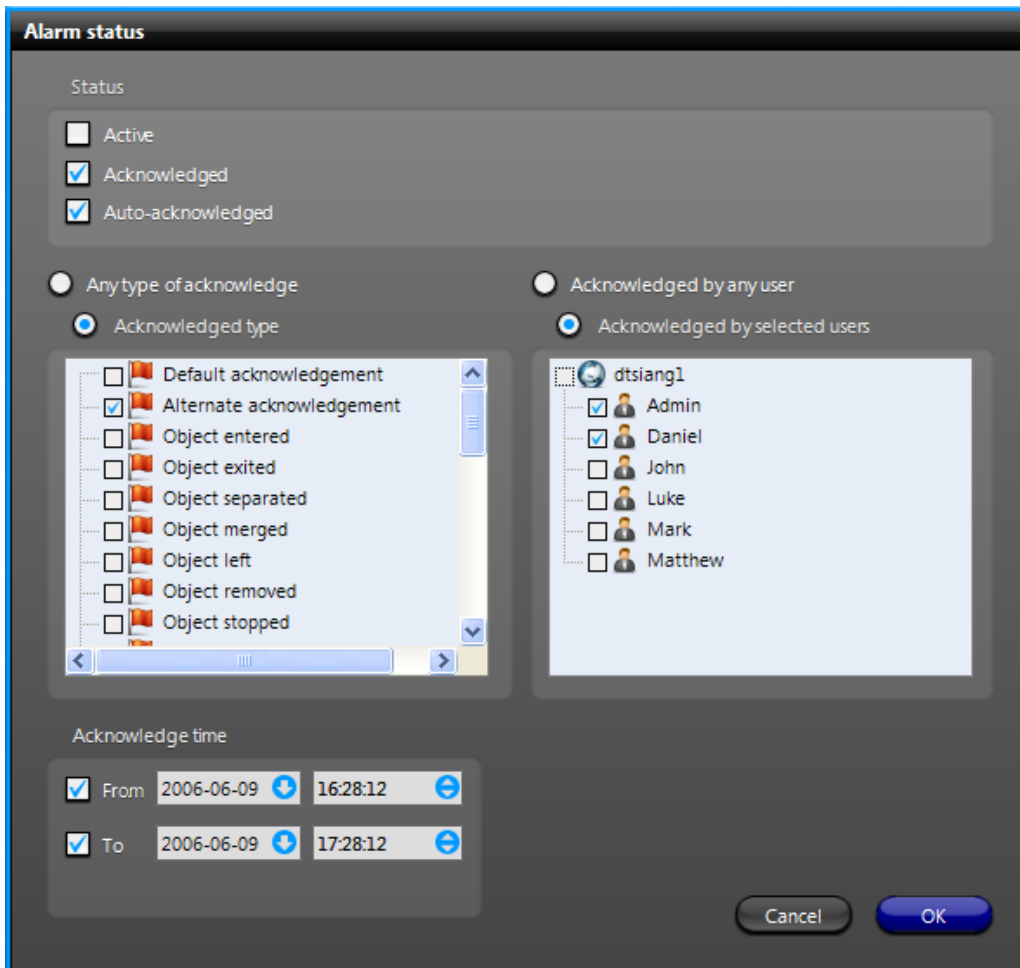 Alarm status
Status
Active
Acknowledged
Auto-acknowledged
Any type of acknowledge
Acknowledged type
Default acknowledgement
Alternate acknowledgement
Object entered
Object exited
Object separated
Object merged
Object left
Object removed
Object stopped
Acknowledged by any user
Acknowledged by selected users
dtsiang1
Admin
Daniel
John
Luke
Mark
Matthew
Acknowledge time
From 2006-06-09 16:28:12
To 2006-06-09 17:28:12
Cancel OK